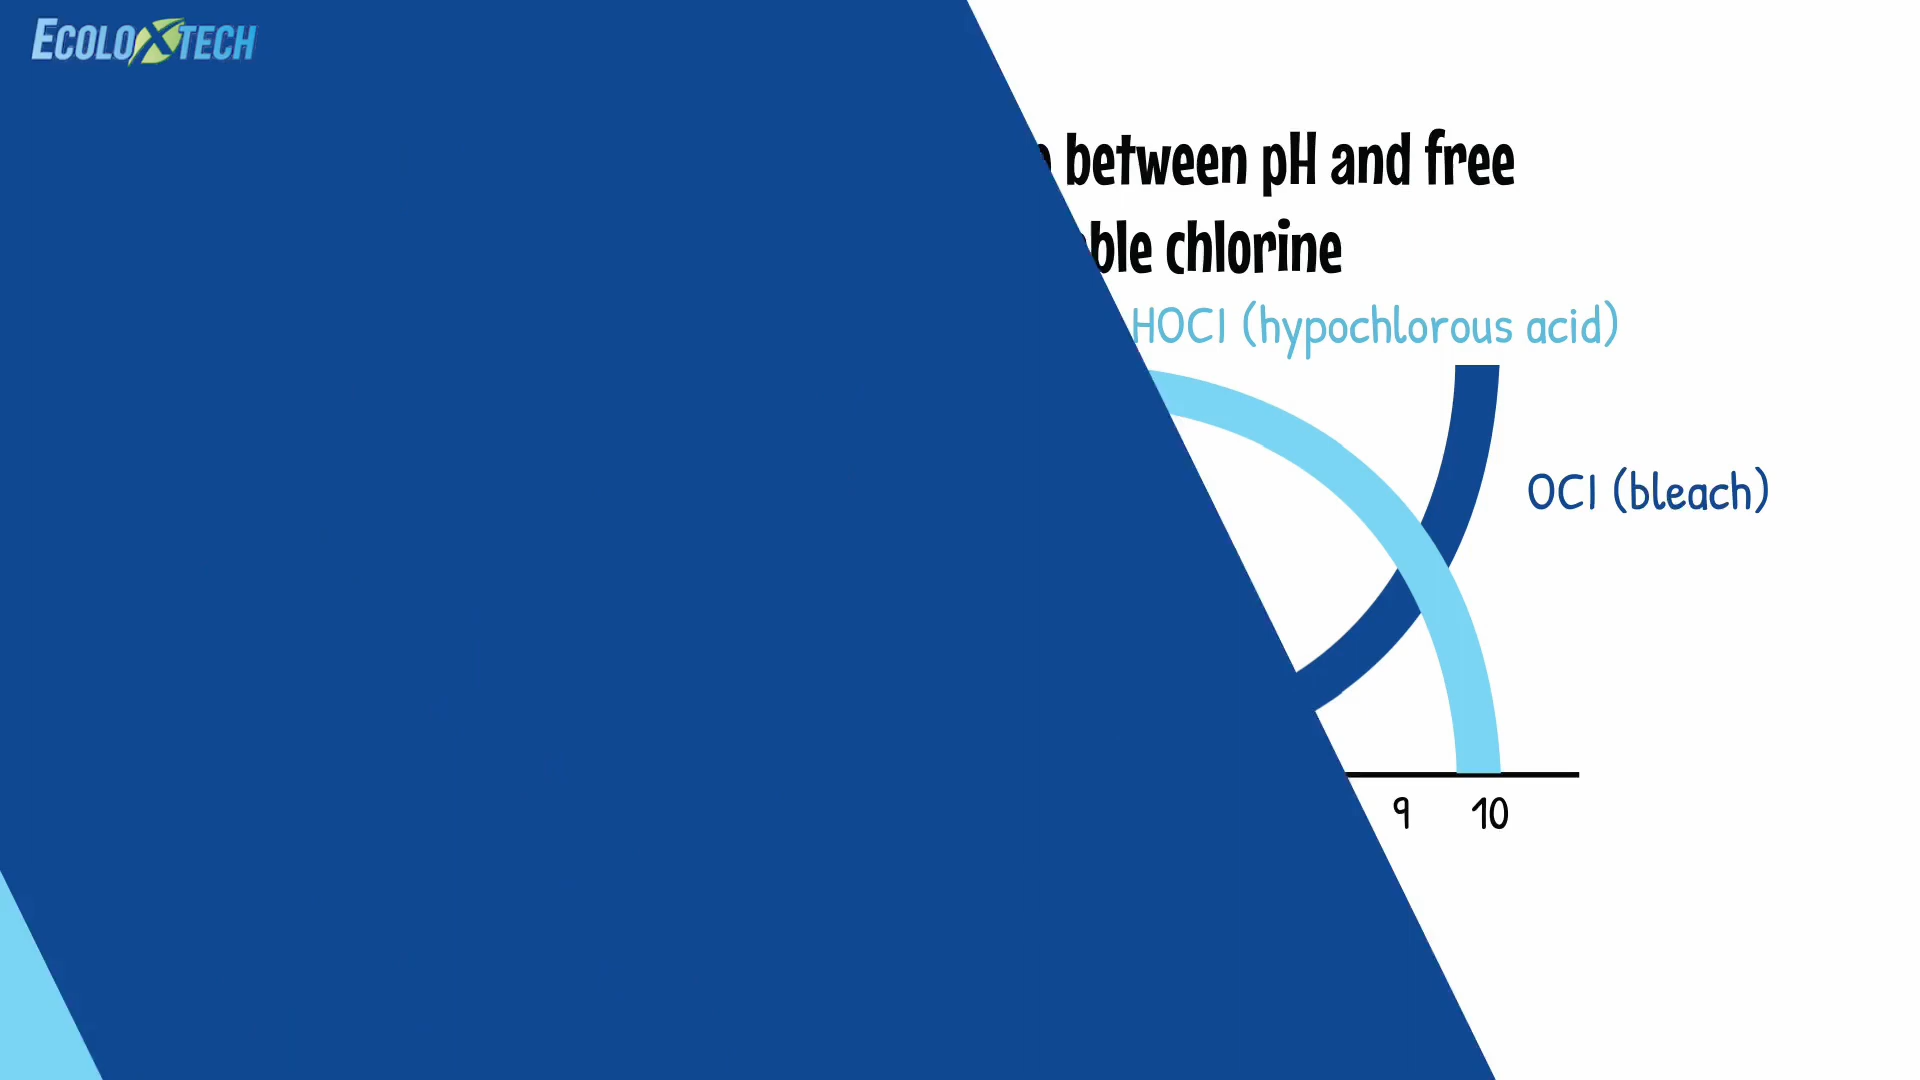 ECOLOXTECH
between pH and free
ble chlorine
HOCl (hypochlorous acid)
OCl (bleach)
9 10